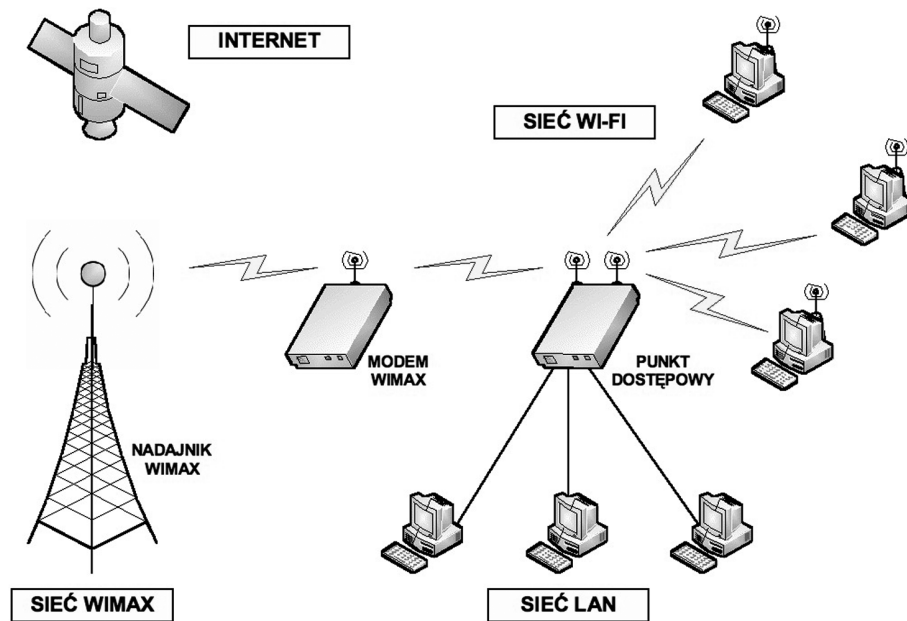 INTERNET
SIEĆ WI-FI
MODEM
WIMAX
PUNKT
DOSTĘPOWY
NADAJNIK
WIMAX
SIEĆ WIMAX
SIEĆ LAN